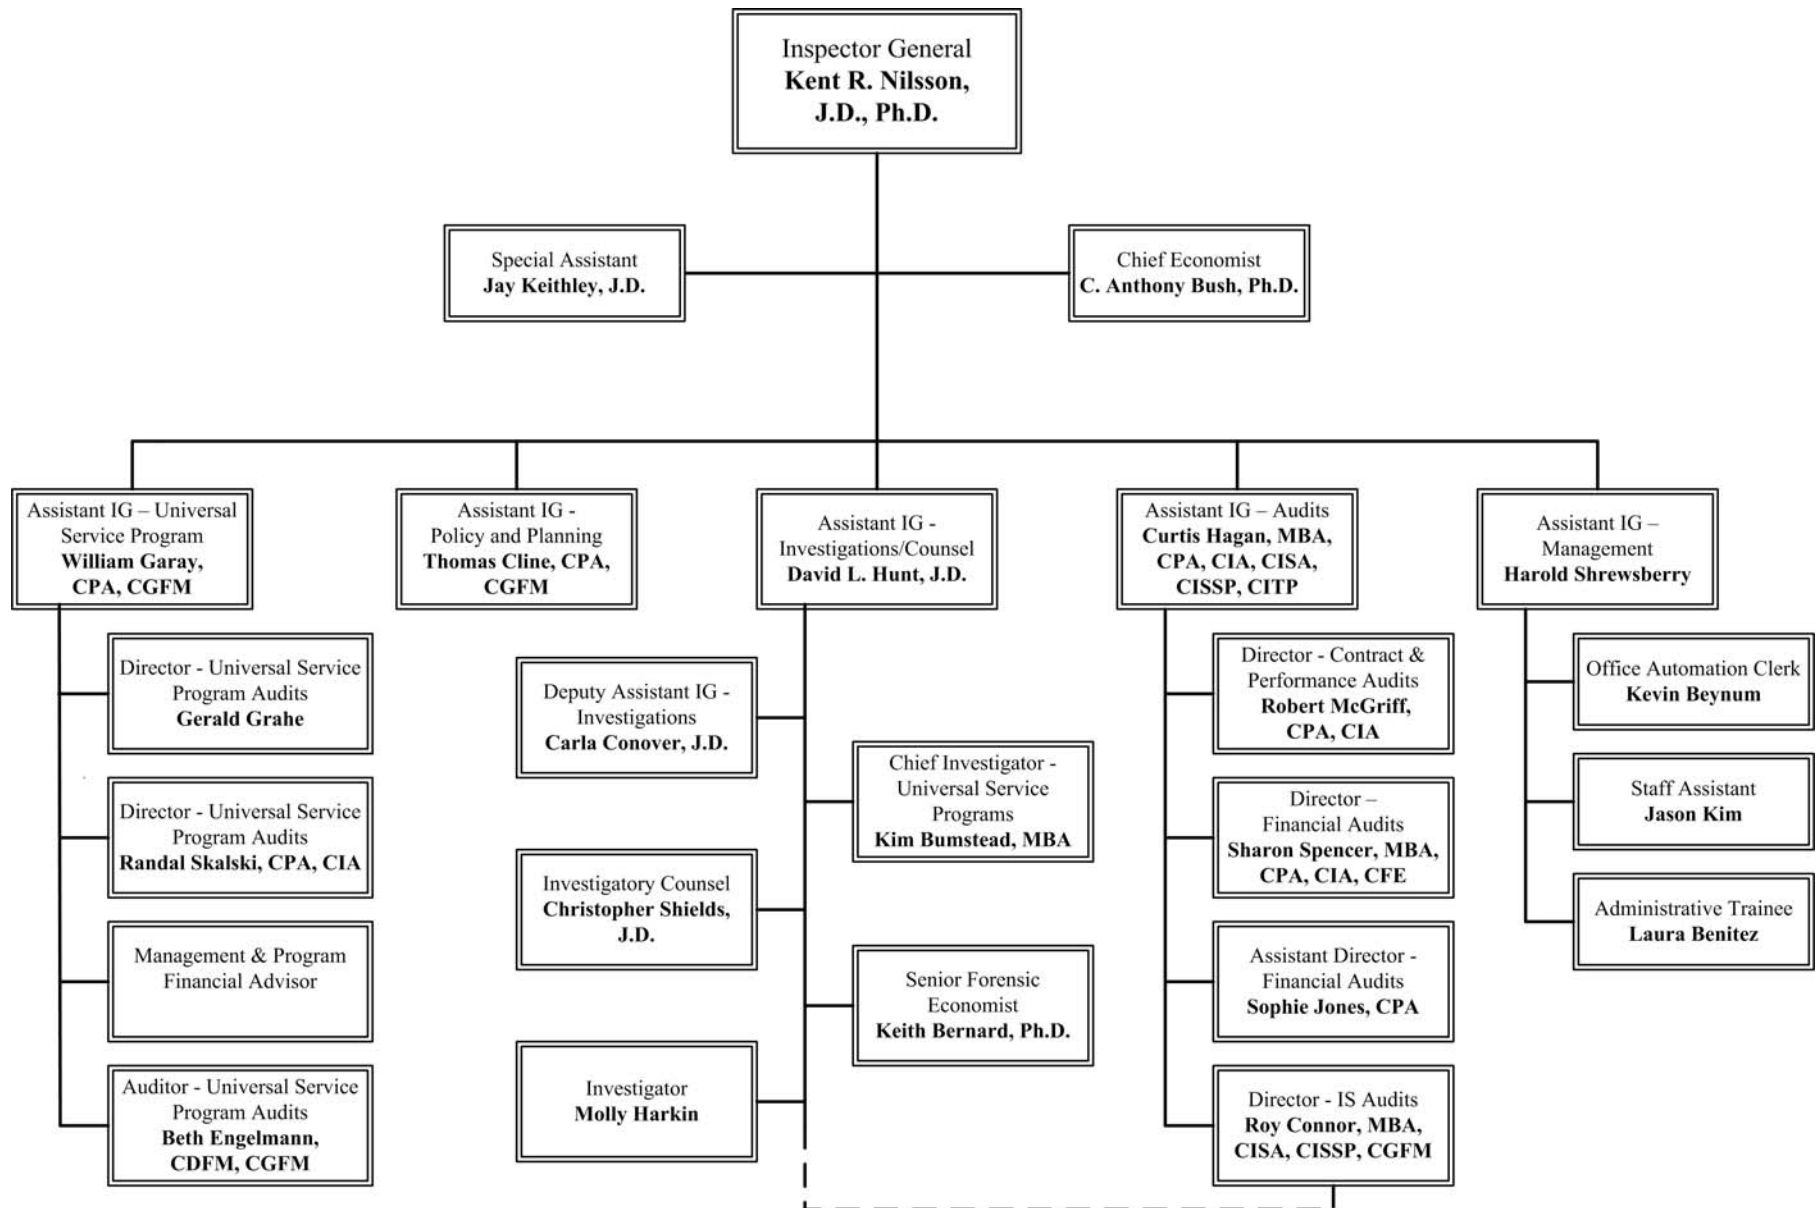 Inspector General
Kent R. Nilsson,
J.D., Ph.D.
Special Assistant
Jay Keithley, J.D.
Chief Economist
C. Anthony Bush, Ph.D.
Assistant IG – Universal
Service Program
William Garay,
CPA, CGFM
Assistant IG -
Policy and Planning
Thomas Cline, CPA,
CGFM
Assistant IG -
Investigations/Counsel
David L. Hunt, J.D.
Assistant IG – Audits
Curtis Hagan, MBA,
CPA, CIA, CISA,
CISSP, CITP
Assistant IG –
Management
Harold Shrewsberry
Director - Universal Service
Program Audits
Gerald Grahe
Director - Universal Service
Program Audits
Randal Skalski, CPA, CIA
Management & Program
Financial Advisor
Auditor - Universal Service
Program Audits
Beth Engelmann,
CDFM, CGFM
Deputy Assistant IG -
Investigations
Carla Conover, J.D.
Chief Investigator -
Universal Service
Programs
Kim Bumstead, MBA
Investigatory Counsel
Christopher Shields,
J.D.
Senior Forensic
Economist
Keith Bernard, Ph.D.
Investigator
Molly Harkin
Director - Contract &
Performance Audits
Robert McGriff,
CPA, CIA
Director –
Financial Audits
Sharon Spencer, MBA,
CPA, CIA, CFE
Assistant Director -
Financial Audits
Sophie Jones, CPA
Director - IS Audits
Roy Connor, MBA,
CISA, CISSP, CGFM
Office Automation Clerk
Kevin Beynum
Staff Assistant
Jason Kim
Administrative Trainee
Laura Benitez